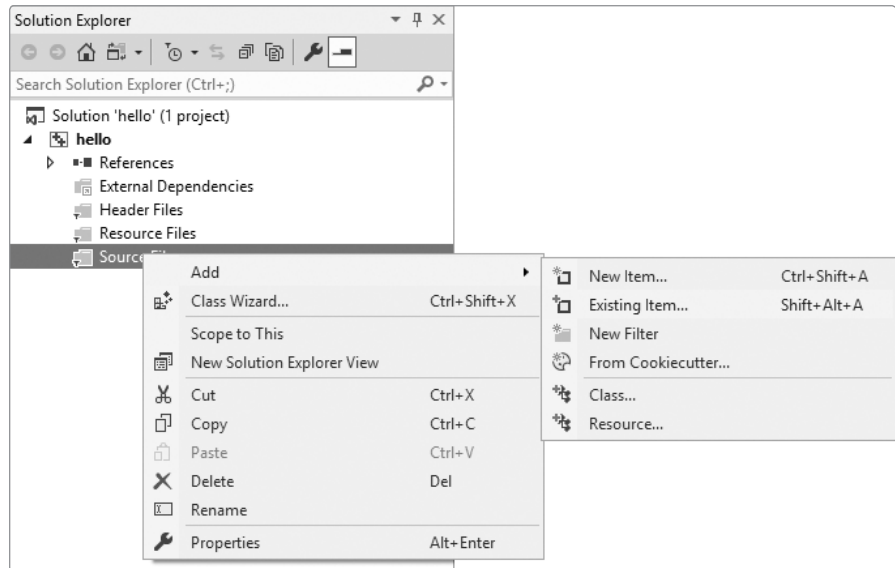 Solution Explorer
Search Solution Explorer (Ctrl+;)
Solution 'hello' (1 project)
hello
References
External Dependencies
Header Files
Resource Files
Source
Add
Class Wizard... Ctrl+Shift+X
Scope to This
New Solution Explorer View
Cut Ctrl+X
Copy Ctrl+C
Paste Ctrl+V
Delete Del
Rename
Properties Alt+Enter
New Item... Ctrl+Shift+A
Existing Item... Shift+Alt+A
New Filter
From Cookiecutter...
Class...
Resource...